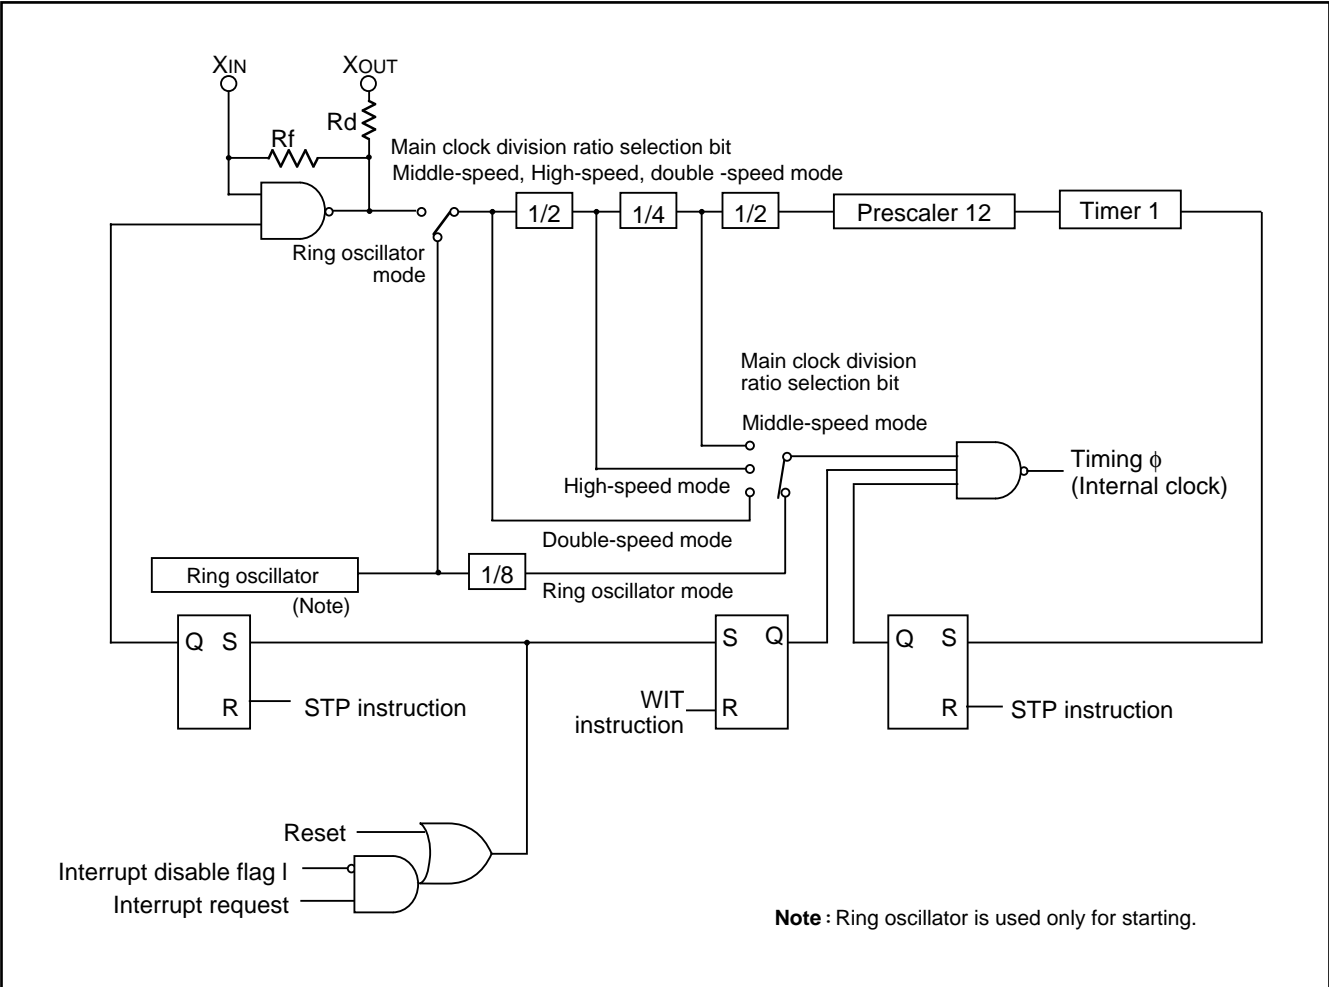 XIN
XOUT
Rd
Rf
Main clock division ratio selection bit
Middle-speed, High-speed, double -speed mode
1/2
1/4
1/2
Prescaler 12
Timer 1
Ring oscillator
mode
Main clock division
ratio selection bit
Middle-speed mode
Timing ϕ
(Internal clock)
High-speed mode
Double-speed mode
Ring oscillator
(Note)
1/8
Ring oscillator mode
Q S
R
STP instruction
S Q
R
WIT
instruction
Q S
R
STP instruction
Reset
Interrupt disable flag I
Interrupt request
Note : Ring oscillator is used only for starting.